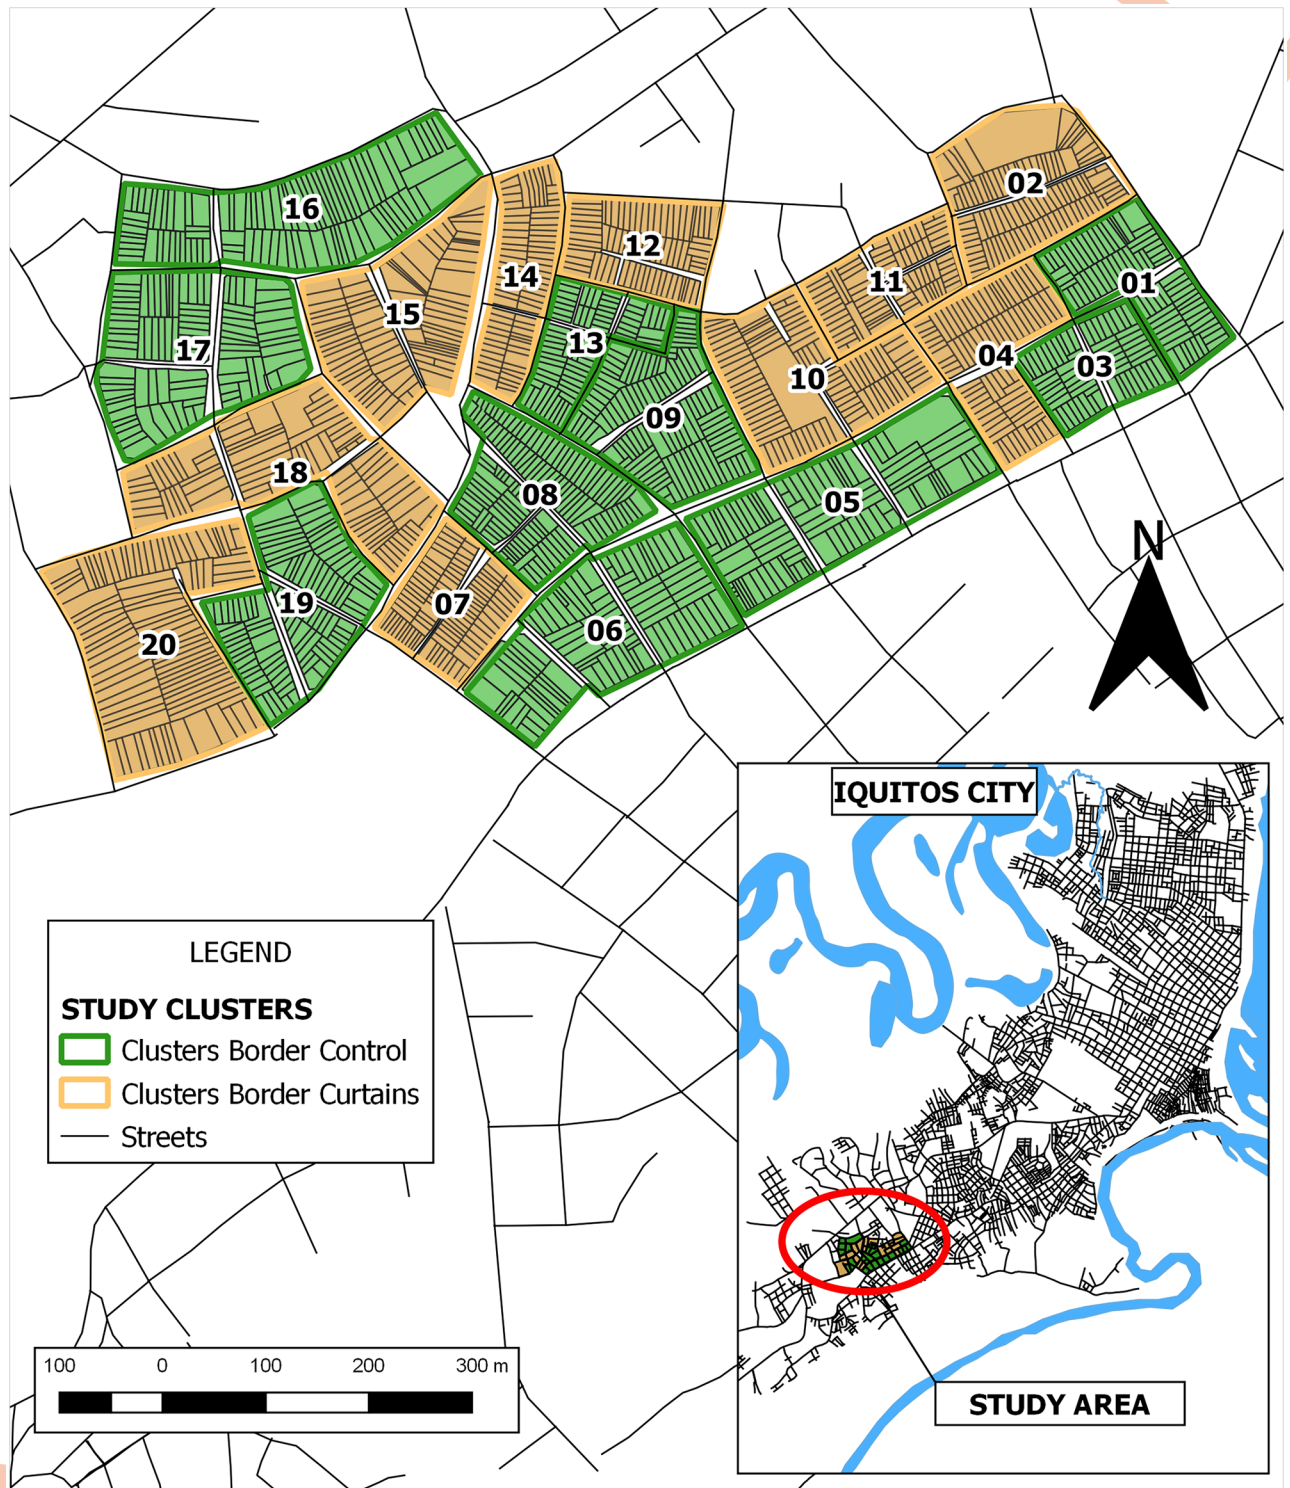 02
16
12
14
11
01
15
13
17
04
03
10
09
18
08
05
N
19
07
06
20
IQUITOS CITY
LEGEND
STUDY CLUSTERS
Clusters Border Control
Clusters Border Curtains
Streets
100 0 100 200 300 m
STUDY AREA